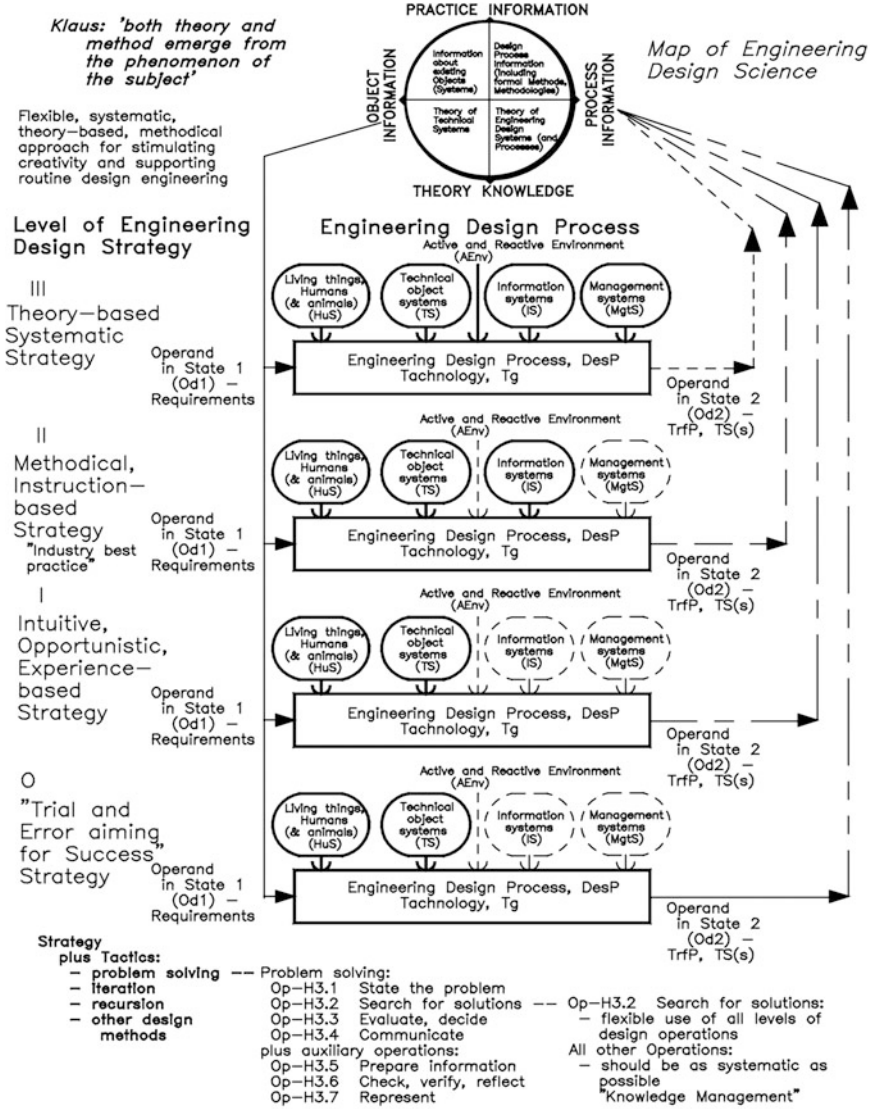 PRACTICE INFORMATION
Klaus: 'both theory and
method emerge from
the phenomenon of
the subject'
Flexible, systematic,
theory-based, methodical
approach for stimulating
creativity and supporting
routine design engineering
OBJECT
INFORMATION
Information
about
existing
Objects
(Systems)
Design
Process
Information
(Including
formal Methods,
Methodologies)
Theory of
Technical
Systems
Theory of
Engineering
Design
Systems (and
Processes)
PROCESS
INFORMATION
THEORY KNOWLEDGE
Map of Engineering
Design Science
Level of Engineering
Design Strategy
Engineering Design Process
Active and Reactive Environment
(AEnv)
III
Theory-based
Systematic
Strategy
Living things,
Humans
(& animals)
(HuS)
Technical
object
systems
(TS)
Information
systems
(IS)
Management
systems
(MgtS)
Operand
in State 1
(Od1) -
Requirements
Engineering Design Process, DesP
Tachnology, Tg
Operand
in State 2
(Od2) -
TrfP, TS(s)
Active and Reactive Environment
(AEnv)
II
Methodical,
Instruction-
based
Strategy
"Industry best
practice"
Living things,
Humans
(& animals)
(HuS)
Technical
object
systems
(TS)
Information
systems
(IS)
Management
systems
(MgtS)
Operand
in State 1
(Od1) -
Requirements
Engineering Design Process, DesP
Tachnology, Tg
Operand
in State 2
(Od2) -
TrfP, TS(s)
Active and Reactive Environment
(AEnv)
I
Intuitive,
Opportunistic,
Experience-
based
Strategy
Living things,
Humans
(& animals)
(HuS)
Technical
object
systems
(TS)
Information
systems
(IS)
Management
systems
(MgtS)
Operand
in State 1
(Od1) -
Requirements
Engineering Design Process, DesP
Tachnology, Tg
Operand
in State 2
(Od2) -
TrfP, TS(s)
Active and Reactive Environment
(AEnv)
O
"Trial and
Error aiming
for Success"
Strategy
Living things,
Humans
(& animals)
(HuS)
Technical
object
systems
(TS)
Information
systems
(IS)
Management
systems
(MgtS)
Operand
in State 1
(Od1) -
Requirements
Engineering Design Process, DesP
Tachnology, Tg
Operand
in State 2
(Od2) -
TrfP, TS(s)
Strategy
plus Tactics:
- problem solving
- iteration
- recursion
- other design
methods
Problem solving:
Op-H3.1 State the problem
Op-H3.2 Search for solutions
Op-H3.3 Evaluate, decide
Op-H3.4 Communicate
plus auxiliary operations:
Op-H3.5 Prepare information
Op-H3.6 Check, verify, reflect
Op-H3.7 Represent
Op-H3.2 Search for solutions:
- flexible use of all levels of
design operations
All other Operations:
- should be as systematic as
possible
"Knowledge Management"